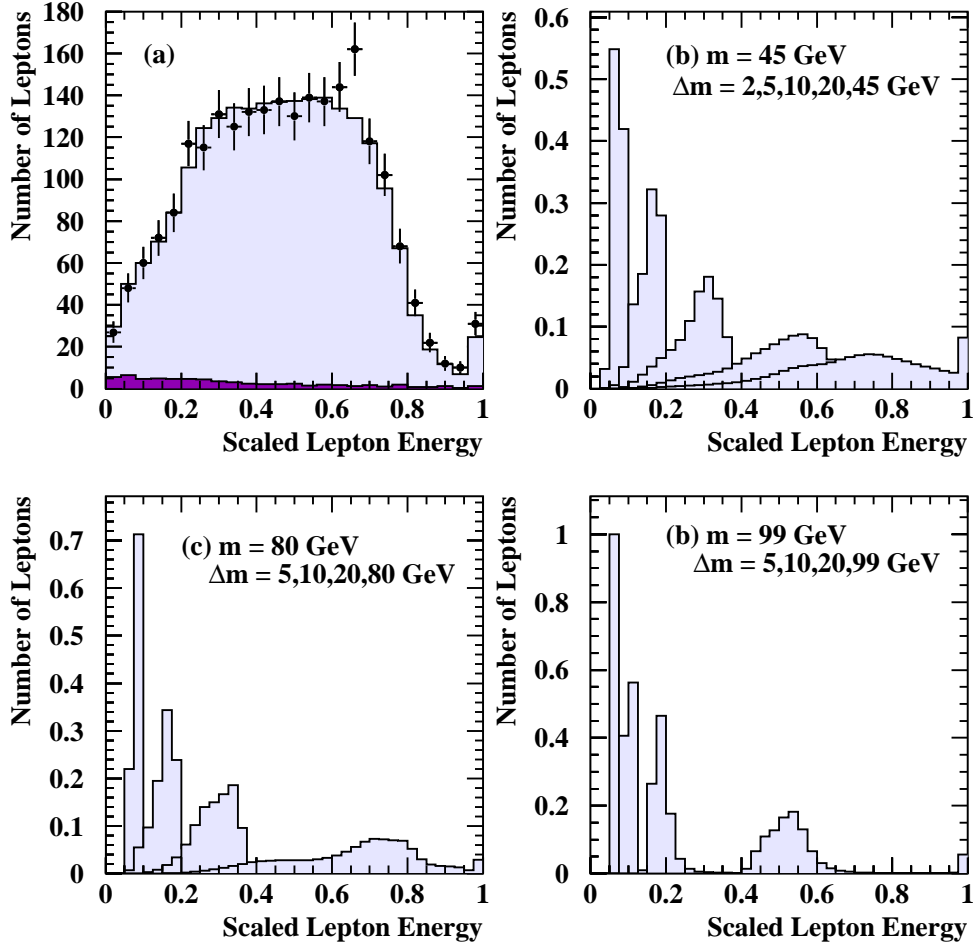 Number of Leptons
180
160
140
120
100
80
60
40
20
0
(a)
0 0.2 0.4 0.6 0.8 1
Scaled Lepton Energy
Number of Leptons
0.6
0.5
0.4
0.3
0.2
0.1
0
(b) m = 45 GeV
Δm = 2,5,10,20,45 GeV
0 0.2 0.4 0.6 0.8 1
Scaled Lepton Energy
Number of Leptons
0.7
0.6
0.5
0.4
0.3
0.2
0.1
0
(c) m = 80 GeV
Δm = 5,10,20,80 GeV
0 0.2 0.4 0.6 0.8 1
Scaled Lepton Energy
Number of Leptons
1
0.8
0.6
0.4
0.2
0
(b) m = 99 GeV
Δm = 5,10,20,99 GeV
0 0.2 0.4 0.6 0.8 1
Scaled Lepton Energy